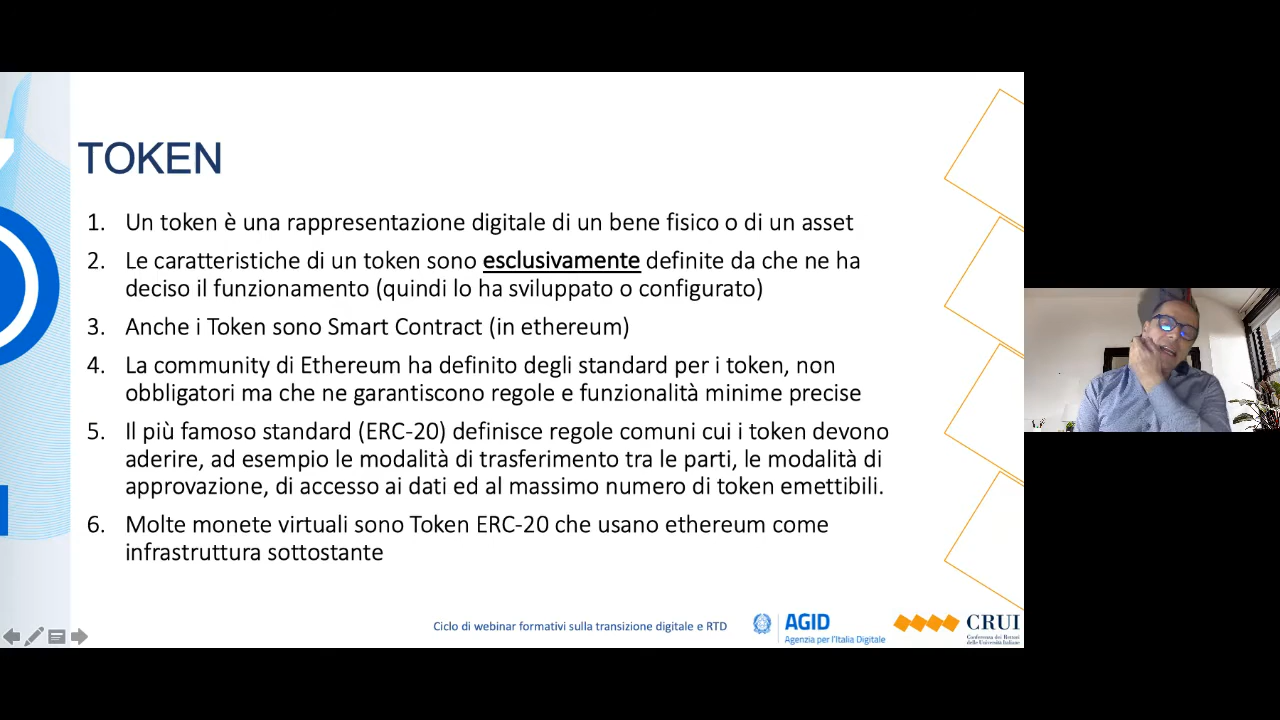 TOKEN
1. Un token è una rappresentazione digitale di un bene fisico o di un asset
2. Le caratteristiche di un token sono esclusivamente definite da che ne ha
deciso il funzionamento (quindi lo ha sviluppato o configurato)
3. Anche i Token sono Smart Contract (in ethereum)
4. La community di Ethereum ha definito degli standard per i token, non
obbligatori ma che ne garantiscono regole e funzionalità minime precise
5. Il più famoso standard (ERC-20) definisce regole comuni cui i token devono
aderire, ad esempio le modalità di trasferimento tra le parti, le modalità di
approvazione, di accesso ai dati ed al massimo numero di token emettibili.
6. Molte monete virtuali sono Token ERC-20 che usano ethereum come
infrastruttura sottostante
Ciclo di webinar formativi sulla transizione digitale e RTD
AGID
Agenzia per l'Italia Digitale
CRUI
Conferenza dei Rettori
delle Università Italiane